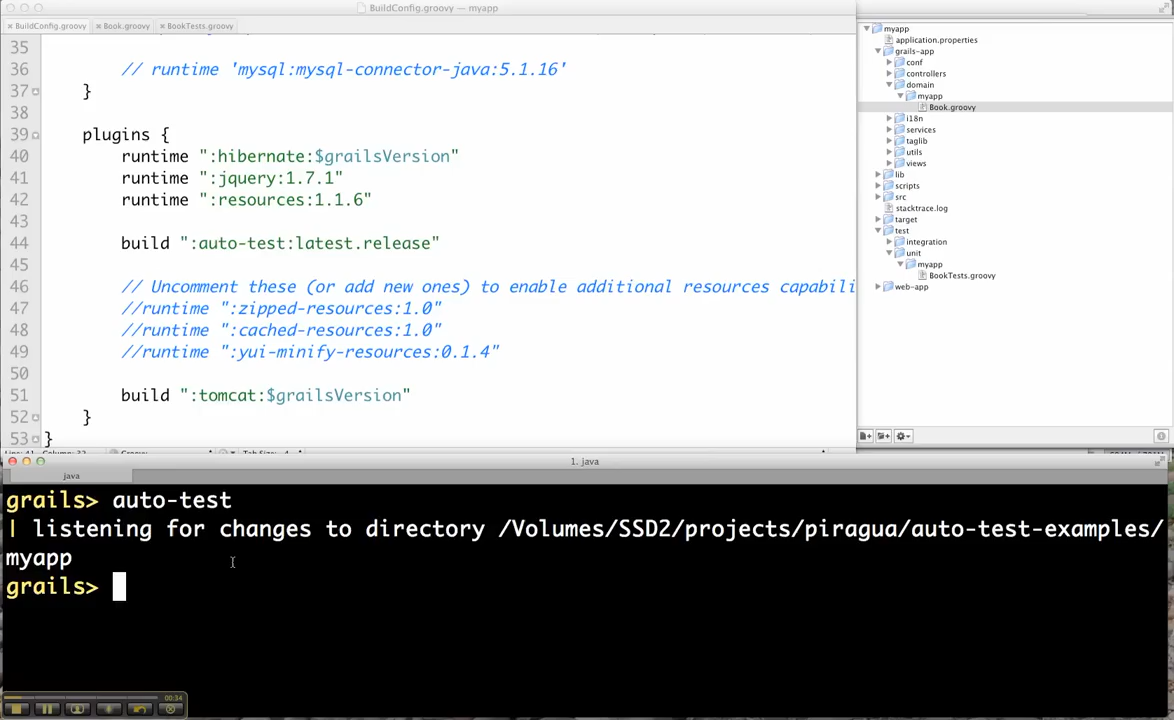 BuildConfig.groovy — myapp
BuildConfig.groovy
Book.groovy
BookTests.groovy
35
36 // runtime 'mysql:mysql-connector-java:5.1.16'
37 }
38
39 plugins {
40 runtime ":hibernate:$grailsVersion"
41 runtime ":jquery:1.7.1"
42 runtime ":resources:1.1.6"
43
44 build ":auto-test:latest.release"
45
46 // Uncomment these (or add new ones) to enable additional resources capabili
47 //runtime ":zipped-resources:1.0"
48 //runtime ":cached-resources:1.0"
49 //runtime ":yui-minify-resources:0.1.4"
50
51 build ":tomcat:$grailsVersion"
52 }
53 }
myapp
application.properties
grails-app
conf
controllers
domain
myapp
Book.groovy
i18n
services
taglib
utils
views
lib
scripts
src
stacktrace.log
target
test
integration
unit
myapp
BookTests.groovy
web-app
1. java
java
grails> auto-test
| listening for changes to directory /Volumes/SSD2/projects/piragua/auto-test-examples/
myapp
grails>
00:34